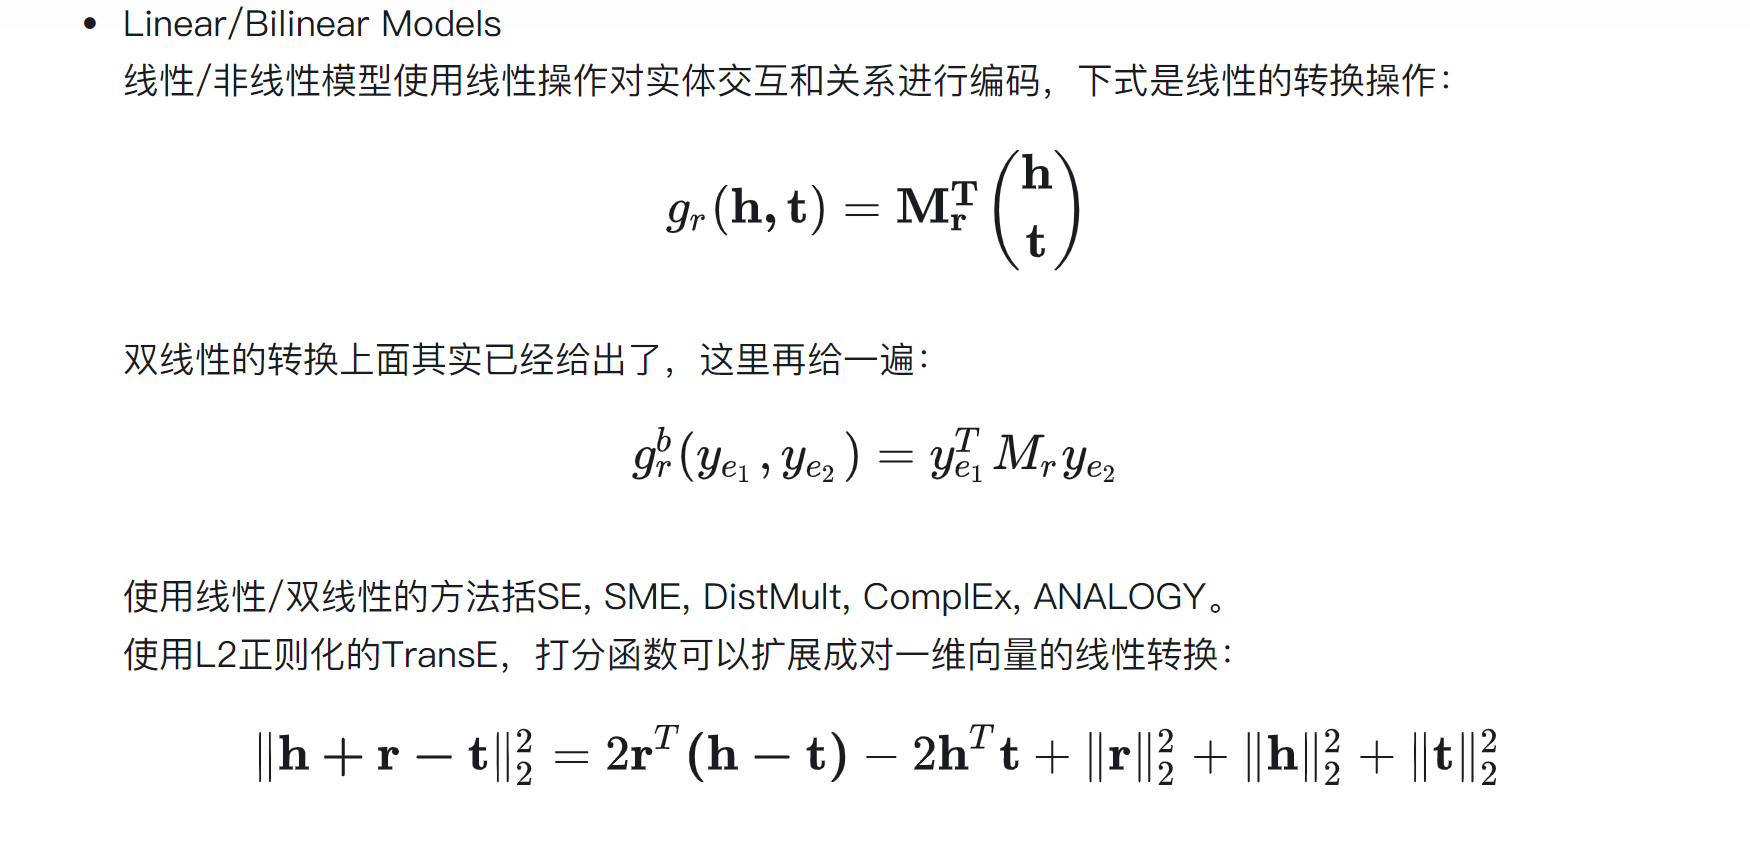 • Linear/Bilinear Models
线性/非线性模型使用线性操作对实体交互和关系进行编码，下式是线性的转换操作：
$g_r(\mathbf{h}, \mathbf{t}) = \mathbf{M_r^T} \begin{pmatrix} \mathbf{h} \\ \mathbf{t} \end{pmatrix}$
双线性的转换上面其实已经给出了，这里再给一遍：
$g_r^b(y_{e_1}, y_{e_2}) = y_{e_1}^T M_r y_{e_2}$
使用线性/双线性的方法括SE, SME, DistMult, ComplEx, ANALOGY。
使用L2正则化的TransE，打分函数可以扩展成对一维向量的线性转换：
$\|\mathbf{h} + \mathbf{r} - \mathbf{t}\|_2^2 = 2\mathbf{r}^T(\mathbf{h} - \mathbf{t}) - 2\mathbf{h}^T\mathbf{t} + \|\mathbf{r}\|_2^2 + \|\mathbf{h}\|_2^2 + \|\mathbf{t}\|_2^2$